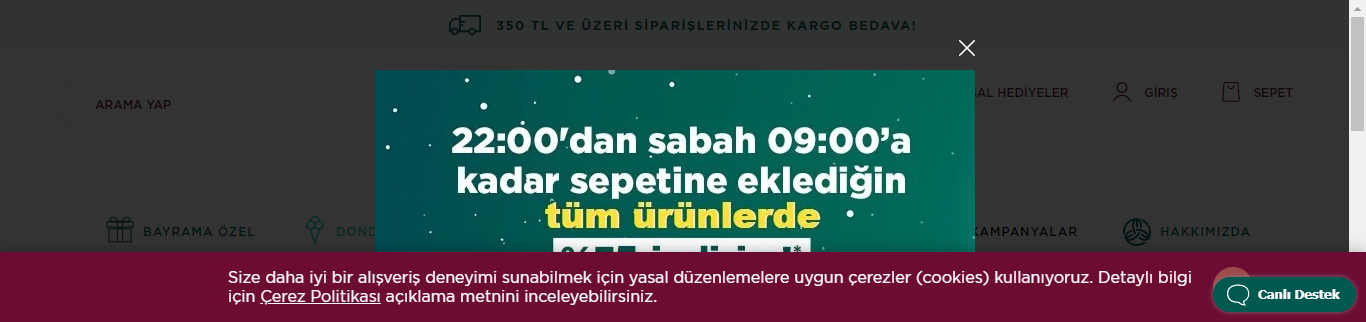 350 TL VE ÜZERİ SİPARİŞLERİNİZDE KARGO BEDAVA!
ARAMA YAP
HEDİYELER
GİRİŞ
SEPET
22:00'dan sabah 09:00’a
kadar sepetine eklediğin
tüm ürünlerde
BAYRAMA ÖZEL
KAMPANYALAR
HAKKIMIZDA
Size daha iyi bir alışveriş deneyimi sunabilmek için yasal düzenlemelere uygun çerezler (cookies) kullanıyoruz. Detaylı bilgi
için Çerez Politikası açıklama metnini inceleyebilirsiniz.
Canlı Destek